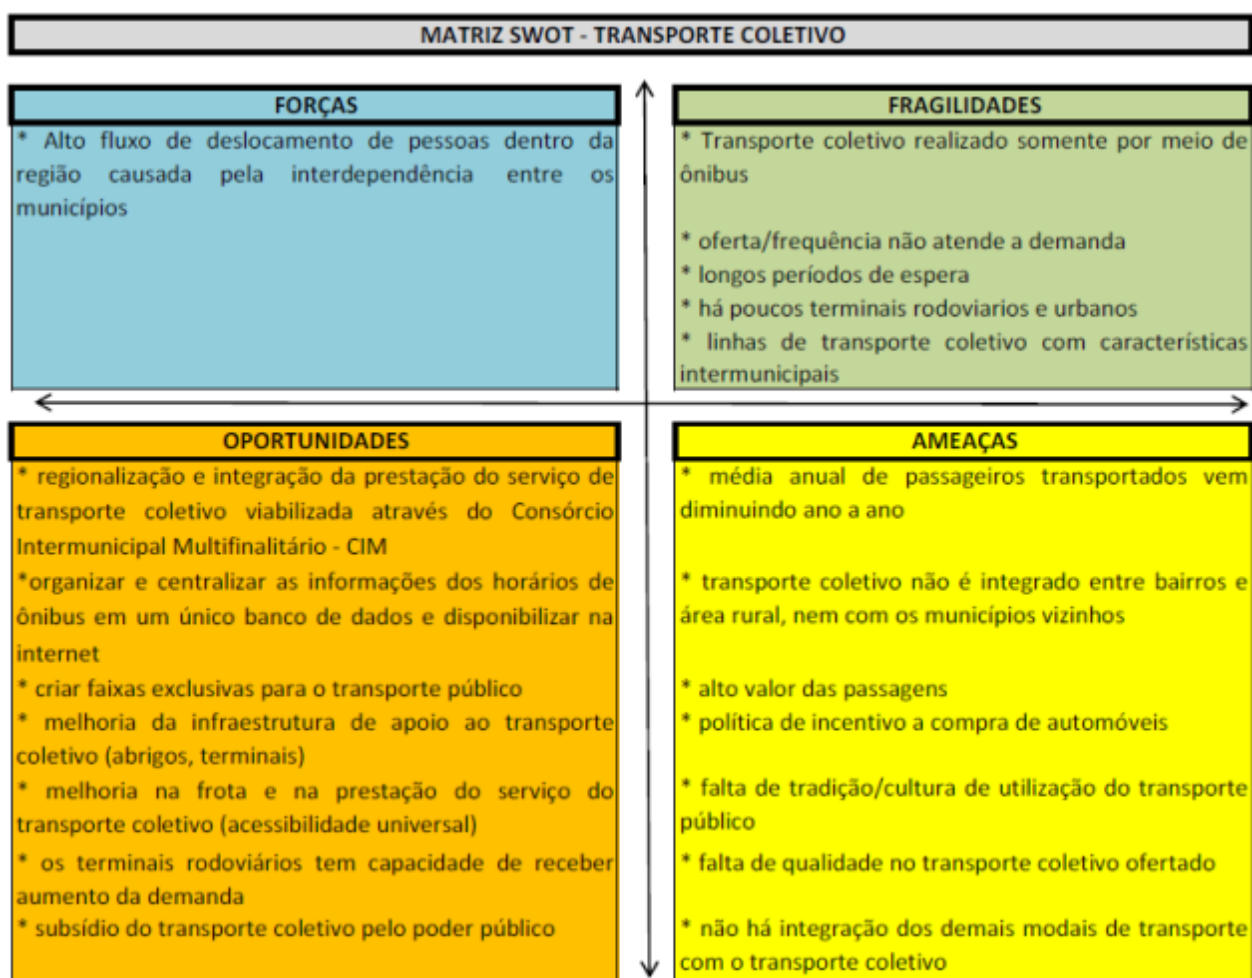 MATRIZ SWOT - TRANSPORTE COLETIVO
FORÇAS
* Alto fluxo de deslocamento de pessoas dentro da
região causada pela interdependência entre os
municípios
FRAGILIDADES
* Transporte coletivo realizado somente por meio de
ônibus
* oferta/frequência não atende a demanda
* longos períodos de espera
* há poucos terminais rodoviarios e urbanos
* linhas de transporte coletivo com características
intermunicipais
OPORTUNIDADES
* regionalização e integração da prestação do serviço de
transporte coletivo viabilizada através do Consórcio
Intermunicipal Multifinalitário - CIM
*organizar e centralizar as informações dos horários de
ônibus em um único banco de dados e disponibilizar na
internet
* criar faixas exclusivas para o transporte público
* melhoria da infraestrutura de apoio ao transporte
coletivo (abrigos, terminais)
* melhoria na frota e na prestação do serviço do
transporte coletivo (acessibilidade universal)
* os terminais rodoviários tem capacidade de receber
aumento da demanda
* subsídio do transporte coletivo pelo poder público
AMEAÇAS
* média anual de passageiros transportados vem
diminuindo ano a ano
* transporte coletivo não é integrado entre bairros e
área rural, nem com os municípios vizinhos
* alto valor das passagens
* política de incentivo a compra de automóveis
* falta de tradição/cultura de utilização do transporte
público
* falta de qualidade no transporte coletivo ofertado
* não há integração dos demais modais de transporte
com o transporte coletivo